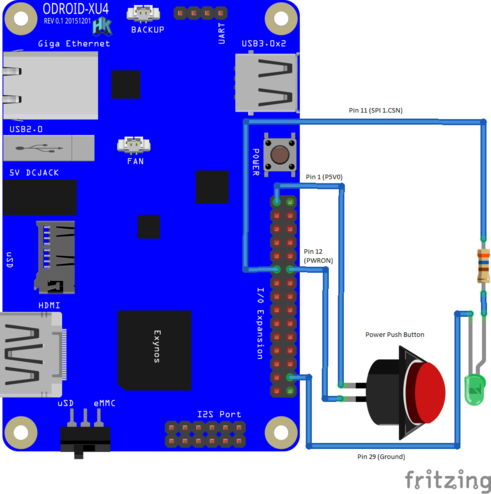 ODROID-XU4
REV 0.1 20151201
HK
BACKUP
UART
Giga Ethernet
USB3.0x2
Pin 11 (SPI 1.CSN)
USB2.0
FAN
POWER
5V DCJACK
Pin 1 (P5V0)
uSD
Pin 12
(PWRON)
HDMI
I/O Expansion
Exynos
Power Push Button
uSD
eMMC
I2S Port
Pin 29 (Ground)
fritzing